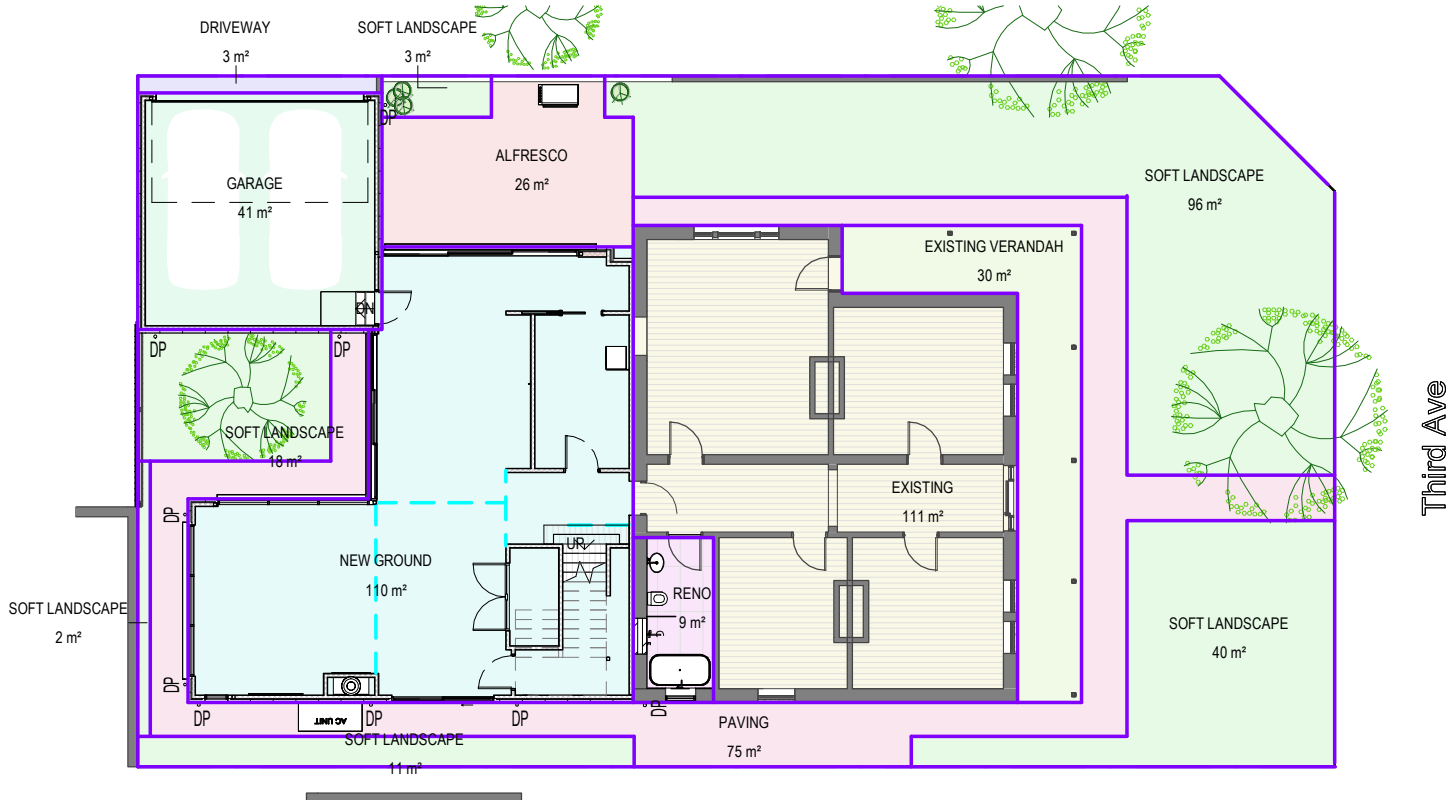 DRIVEWAY
3 m²
SOFT LANDSCAPE
3 m²
DP
ALFRESCO
26 m²
GARAGE
41 m²
SOFT LANDSCAPE
96 m²
EXISTING VERANDAH
30 m²
DN
DP
DP
SOFT LANDSCAPE
18 m²
Third Ave
EXISTING
111 m²
DP
UP
NEW GROUND
110 m²
RENO
9 m²
SOFT LANDSCAPE
2 m²
SOFT LANDSCAPE
40 m²
DP
DP
AC UNIT
DP
DP
DP
PAVING
75 m²
SOFT LANDSCAPE
11 m²